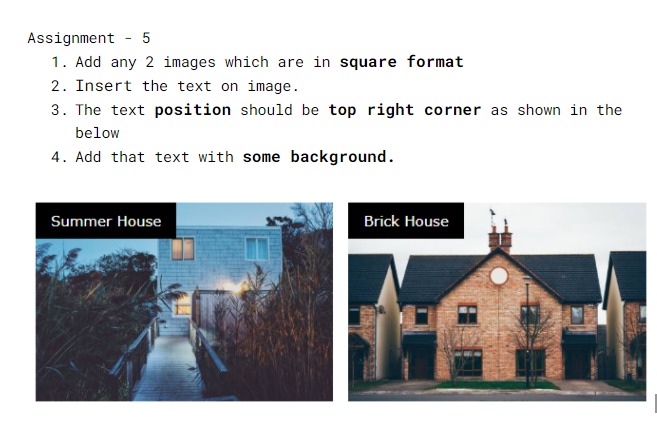 Assignment - 5
1. Add any 2 images which are in square format
2. Insert the text on image.
3. The text position should be top right corner as shown in the
below
4. Add that text with some background.
Summer House
Brick House